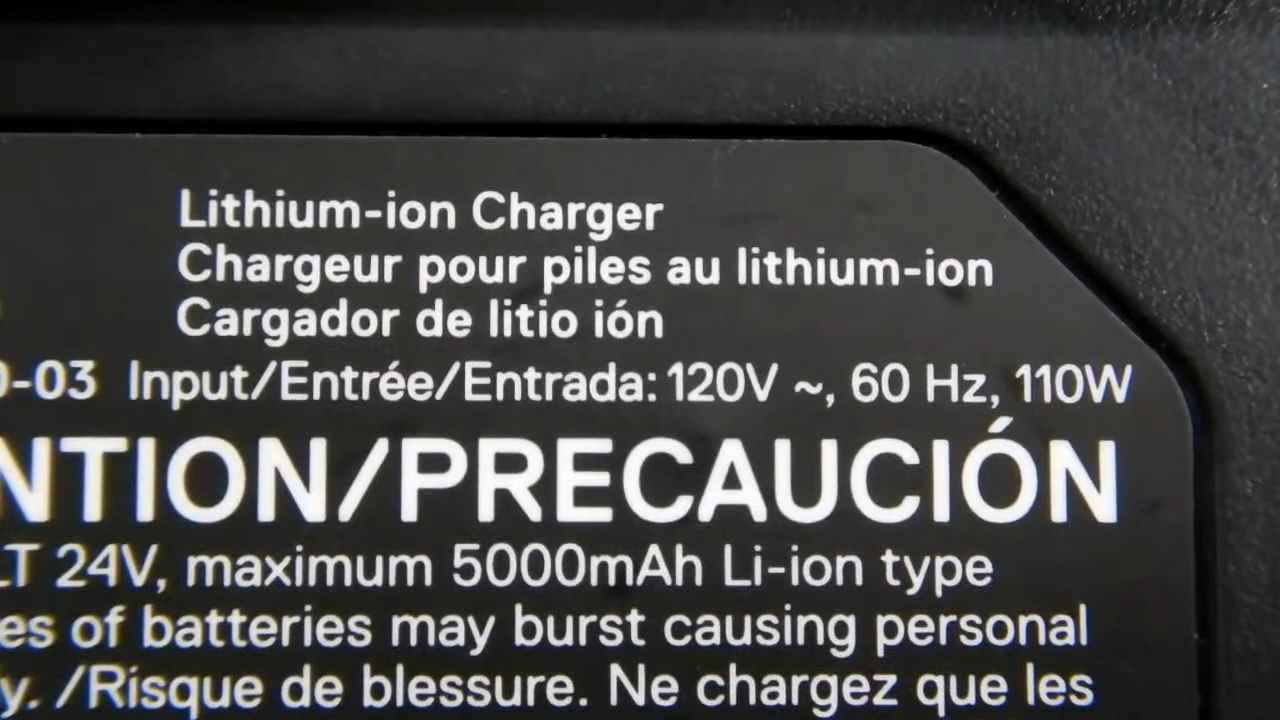 Lithium-ion Charger
Chargeur pour piles au lithium-ion
Cargador de litio ión
-03 Input/Entrée/Entrada: 120V ~, 60 Hz, 110W
NTION/PRECAUCIÓN
LT 24V, maximum 5000mAh Li-ion type
es of batteries may burst causing personal
y. /Risque de blessure. Ne chargez que les